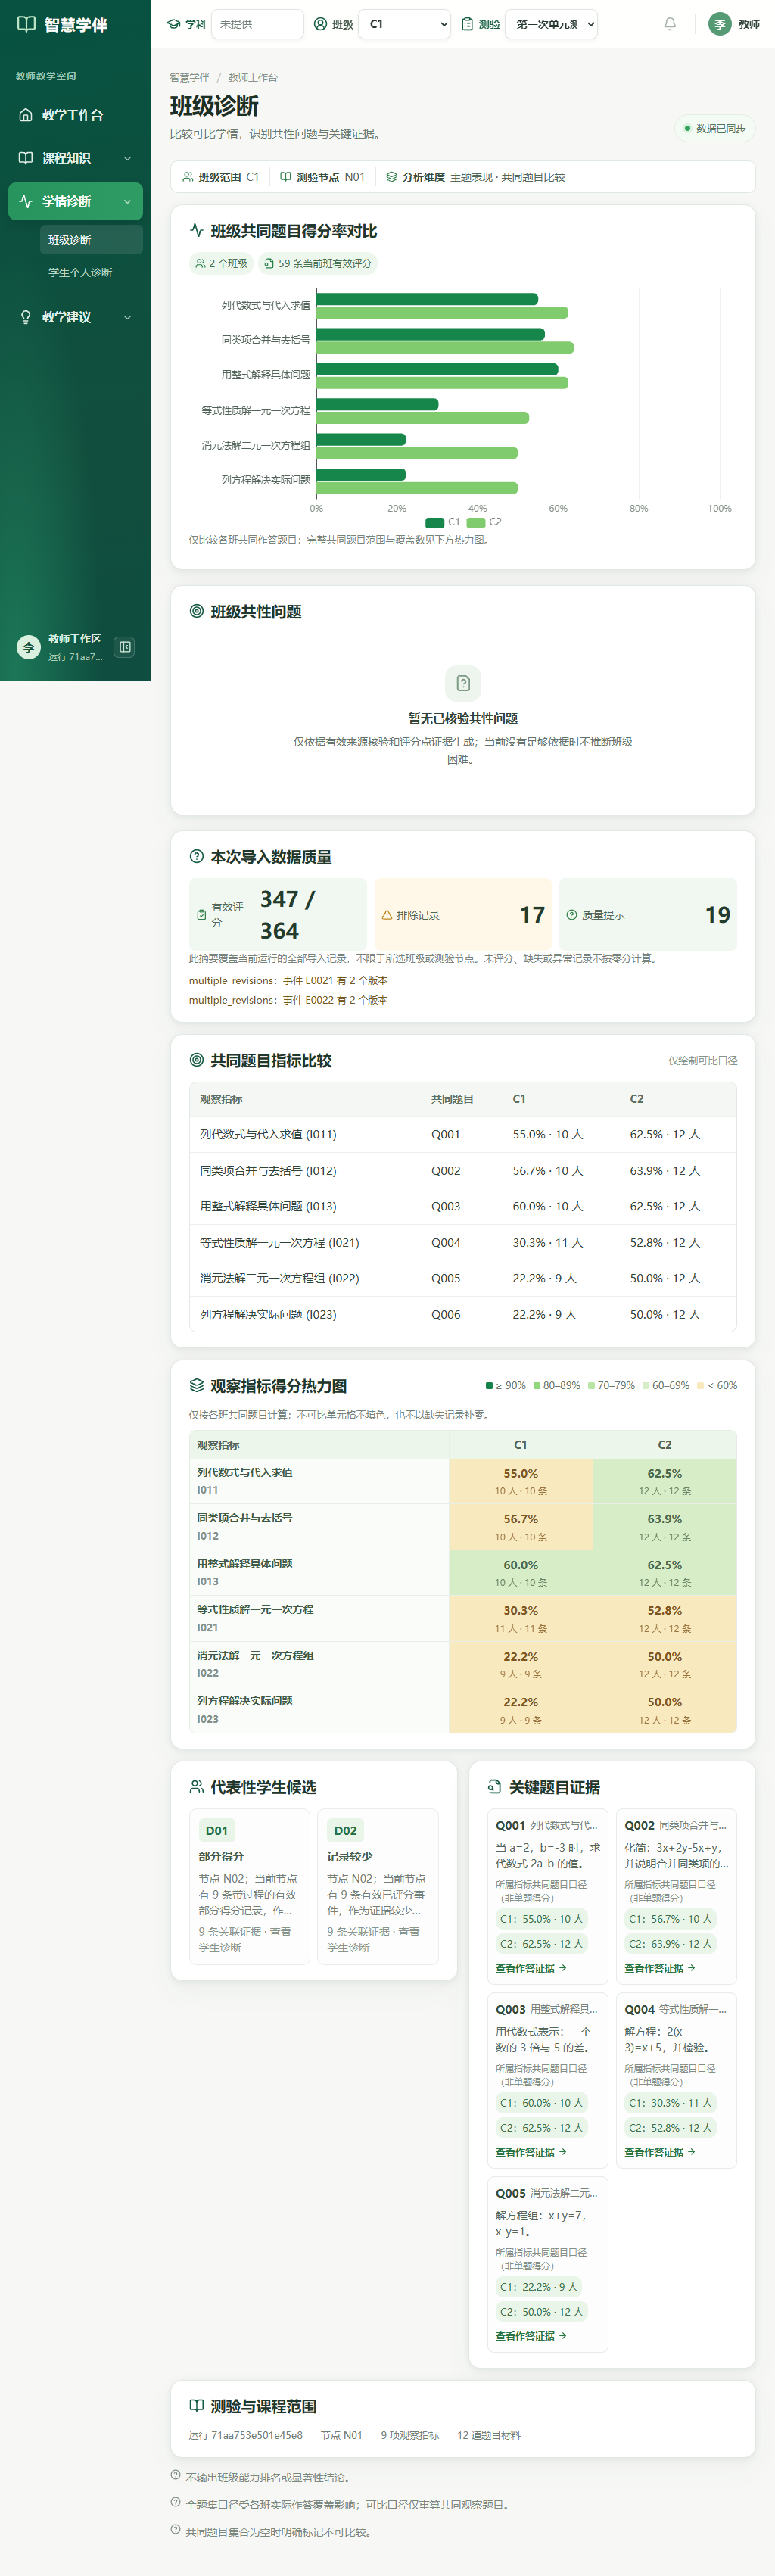 智慧学伴
学科 未提供 班级 C1 测验 第一次单元测 李 教师
教师教学空间
教学工作台
课程知识
学情诊断
班级诊断
学生个人诊断
教学建议
李 教师工作区
运行 71aa7...
智慧学伴 / 教师工作台
班级诊断
比较可比学情，识别共性问题与关键证据。
数据已同步
班级范围 C1 测验节点 N01 分析维度 主题表现 · 共同题目比较
班级共同题目得分率对比
2 个班级 59 条当前班有效评分
列代数式与代入求值
同类项合并与去括号
用整式解释具体问题
等式性质解一元一次方程
消元法解二元一次方程组
列方程解决实际问题
0% 20% 40% 60% 80% 100%
C1 C2
仅比较各班共同作答题目；完整共同题目范围与覆盖数见下方热力图。
班级共性问题
暂无已核验共性问题
仅依据有效来源核验和评分点证据生成；当前没有足够依据时不推断班级
困难。
本次导入数据质量
有效评分 347 / 364
排除记录 17
质量提示 19
此摘要覆盖当前运行的全部导入记录，不限于所选班级或测验节点。未评分、缺失或异常记录不按零分计算。
multiple_revisions：事件 E0021 有 2 个版本
multiple_revisions：事件 E0022 有 2 个版本
共同题目指标比较 仅绘制可比口径
观察指标 共同题目 C1 C2
列代数式与代入求值 (I011) Q001 55.0% · 10 人 62.5% · 12 人
同类项合并与去括号 (I012) Q002 56.7% · 10 人 63.9% · 12 人
用整式解释具体问题 (I013) Q003 60.0% · 10 人 62.5% · 12 人
等式性质解一元一次方程 (I021) Q004 30.3% · 11 人 52.8% · 12 人
消元法解二元一次方程组 (I022) Q005 22.2% · 9 人 50.0% · 12 人
列方程解决实际问题 (I023) Q006 22.2% · 9 人 50.0% · 12 人
观察指标得分热力图 ≥ 90% 80–89% 70–79% 60–69% < 60%
仅按各班共同题目计算；不可比单元格不填色，也不以缺失记录补零。
观察指标 C1 C2
列代数式与代入求值 55.0% 62.5%
I011 10 人 · 10 条 12 人 · 12 条
同类项合并与去括号 56.7% 63.9%
I012 10 人 · 10 条 12 人 · 12 条
用整式解释具体问题 60.0% 62.5%
I013 10 人 · 10 条 12 人 · 12 条
等式性质解一元一次方程 30.3% 52.8%
I021 11 人 · 11 条 12 人 · 12 条
消元法解二元一次方程组 22.2% 50.0%
I022 9 人 · 9 条 12 人 · 12 条
列方程解决实际问题 22.2% 50.0%
I023 9 人 · 9 条 12 人 · 12 条
代表性学生候选
D01
部分得分
节点 N02；当前节点
有 9 条带过程的有效
部分得分记录，作...
9 条关联证据 · 查看
学生诊断
D02
记录较少
节点 N02；当前节点
有 9 条有效已评分事
件，作为证据较少...
9 条关联证据 · 查看
学生诊断
关键题目证据
Q001 列代数式与代...
当 a=2，b=-3 时，求
代数式 2a-b 的值。
所属指标共同题目口径
（非单题得分）
C1：55.0% · 10 人
C2：62.5% · 12 人
查看作答证据 →
Q002 同类项合并与...
化简：3x+2y-5x+y，
并说明合并同类项的...
所属指标共同题目口径
（非单题得分）
C1：56.7% · 10 人
C2：63.9% · 12 人
查看作答证据 →
Q003 用整式解释具...
用代数式表示：一个
数的 3 倍与 5 的差。
所属指标共同题目口径
（非单题得分）
C1：60.0% · 10 人
C2：62.5% · 12 人
查看作答证据 →
Q004 等式性质解一...
解方程：2(x-
3)=x+5，并检验。
所属指标共同题目口径
（非单题得分）
C1：30.3% · 11 人
C2：52.8% · 12 人
查看作答证据 →
Q005 消元法解二元...
解方程组：x+y=7，
x-y=1。
所属指标共同题目口径
（非单题得分）
C1：22.2% · 9 人
C2：50.0% · 12 人
查看作答证据 →
测验与课程范围
运行 71aa753e501e45e8 节点 N01 9 项观察指标 12 道题目材料
不输出班级能力排名或显著性结论。
全题集口径受各班实际作答覆盖影响；可比口径仅重算共同观察题目。
共同题目集合为空时明确标记不可比较。